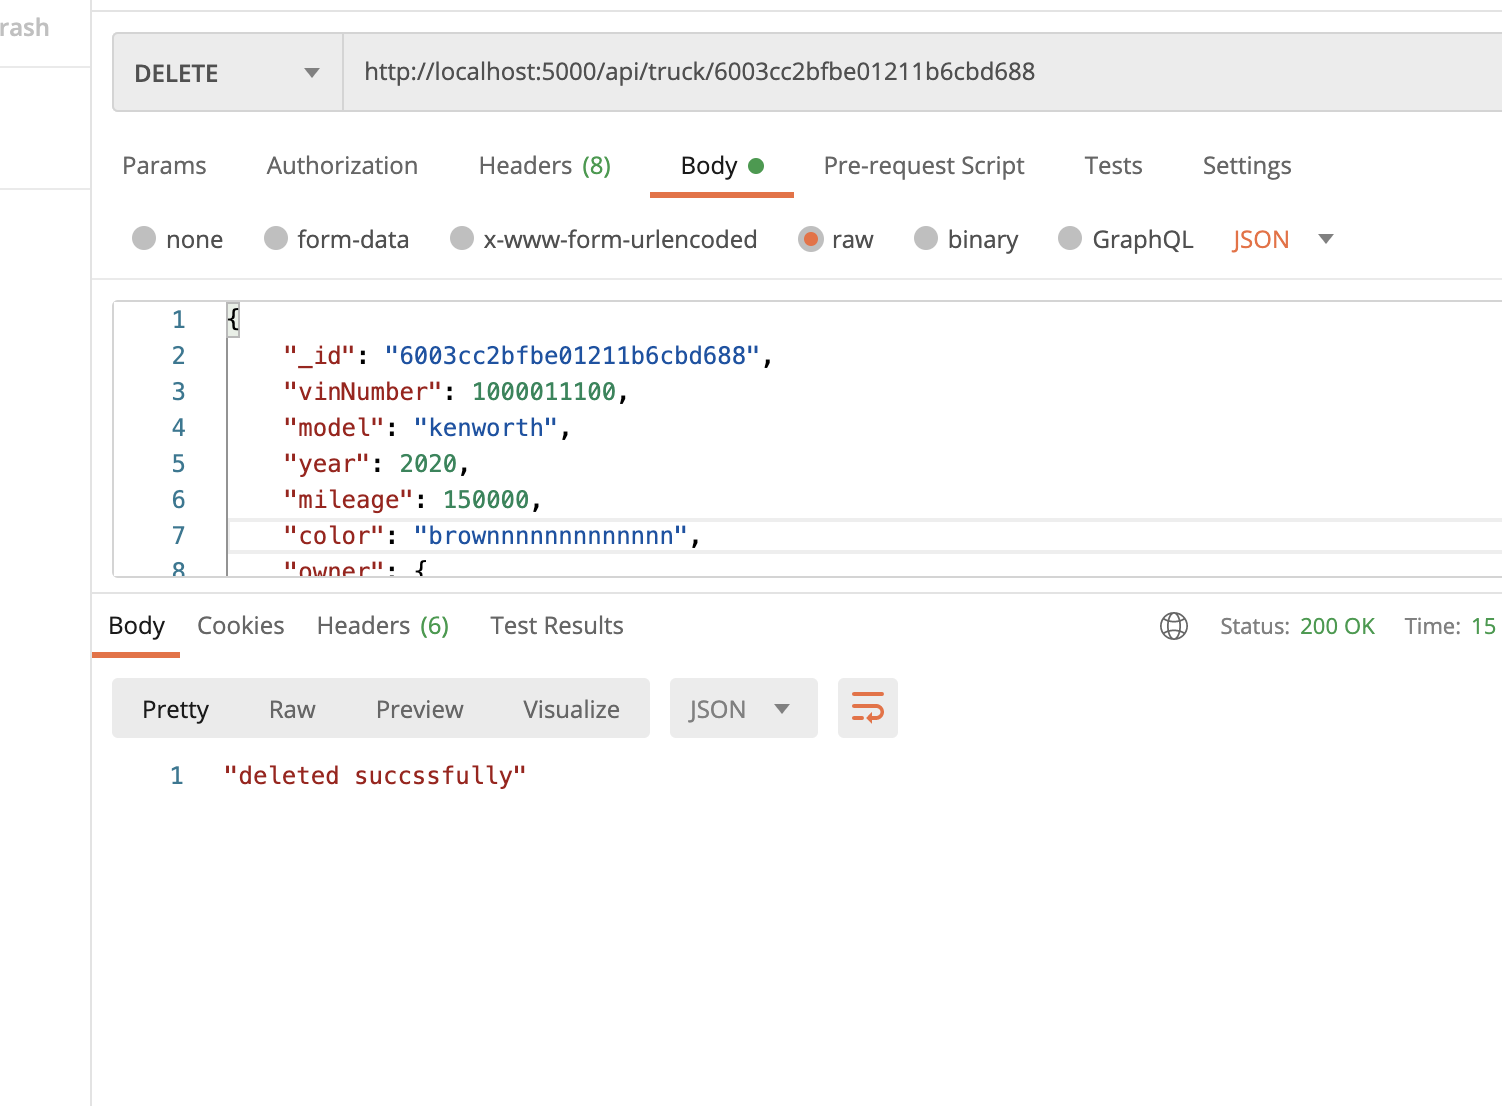 rash
DELETE http://localhost:5000/api/truck/6003cc2bfbe01211b6cbd688
Params Authorization Headers (8) Body Pre-request Script Tests Settings
none form-data x-www-form-urlencoded raw binary GraphQL JSON
1 {
2 "_id": "6003cc2bfbe01211b6cbd688",
3 "vinNumber": 1000011100,
4 "model": "kenworth",
5 "year": 2020,
6 "mileage": 150000,
7 "color": "brownnnnnnnnnnnnn",
8 "owner": {
Body Cookies Headers (6) Test Results Status: 200 OK Time: 15
Pretty Raw Preview Visualize JSON
1 "deleted succssfully"